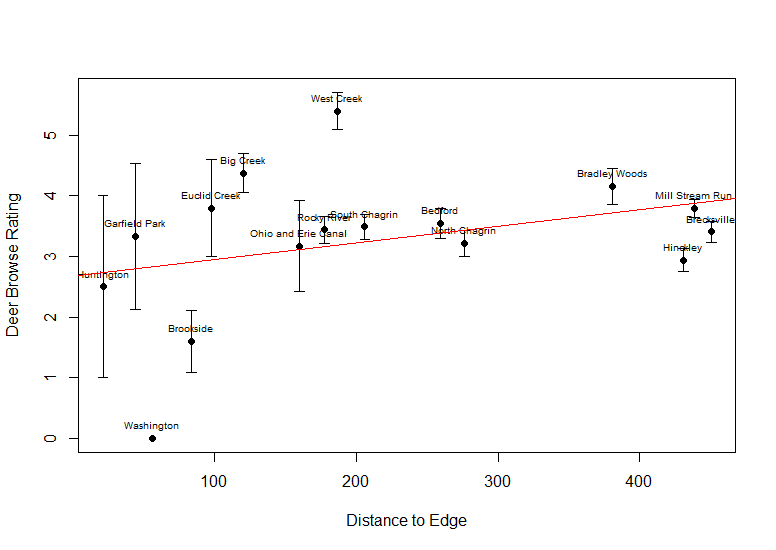 West Creek
Big Creek
Bradley Woods
Euclid Creek
Mill Stream Run
Garfield Park
Rocky River
South Chagrin
Bedford
Brecksville
Ohio and Erie Canal
North Chagrin
Hinckley
Huntington
Brookside
Washington
Deer Browse Rating
5
4
3
2
1
0
100
200
300
400
Distance to Edge